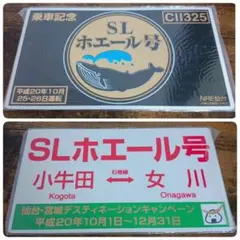 乗車記念
C11325
SL
ホエール号
平成20年10月
25-26日運転
NRE仙台
SLホエール号
小牛田
石巻線
女川
Kogota
Onagawa
仙台・宮城デスティネーションキャンペーン
平成20年10月1日〜12月31日